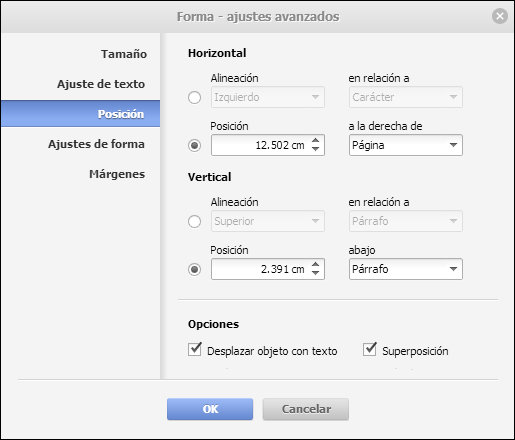 Forma - ajustes avanzados
Tamaño
Ajuste de texto
Posición
Ajustes de forma
Márgenes
Horizontal
Alineación en relación a
Izquierdo Carácter
Posición a la derecha de
12.502 cm Página
Vertical
Alineación en relación a
Superior Párrafo
Posición abajo
2.391 cm Párrafo
Opciones
Desplazar objeto con texto Superposición
OK Cancelar